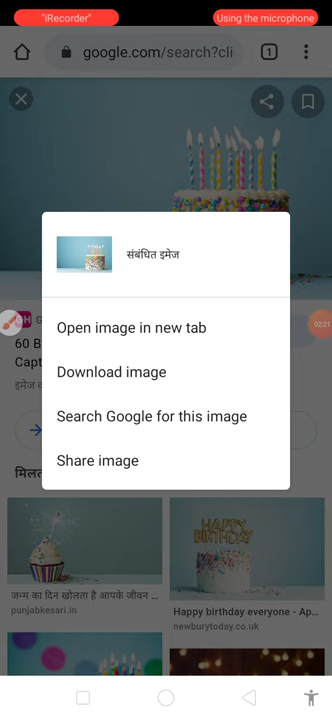 "iRecorder"
Using the microphone
google.com/search?cli
1
संबंधित इमेज
Open image in new tab
Download image
Search Google for this image
Share image
02:21
G
60 B
Capt
इमेज
मिलत
HAPPY
BIRTHDAY
जन्म का दिन खोलता है आपके जीवन ...
punjabkesari.in
Happy birthday everyone - Ap...
newburytoday.co.uk